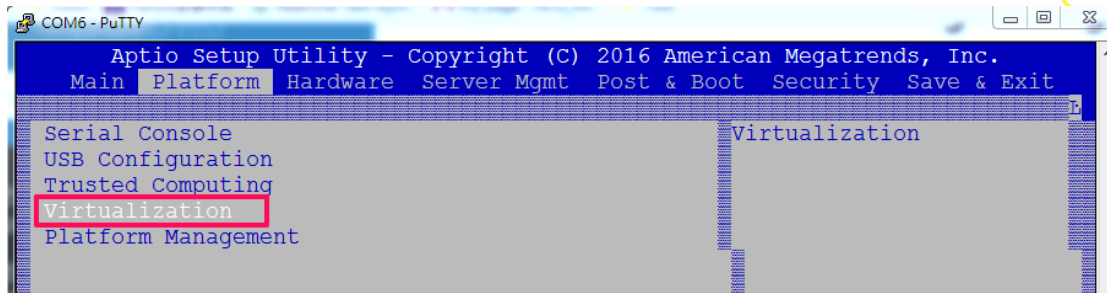 COM6 - PuTTY
Aptio Setup Utility – Copyright (C) 2016 American Megatrends, Inc.
Main Platform Hardware Server Mgmt Post & Boot Security Save & Exit
Serial Console Virtualization
USB Configuration
Trusted Computing
Virtualization
Platform Management